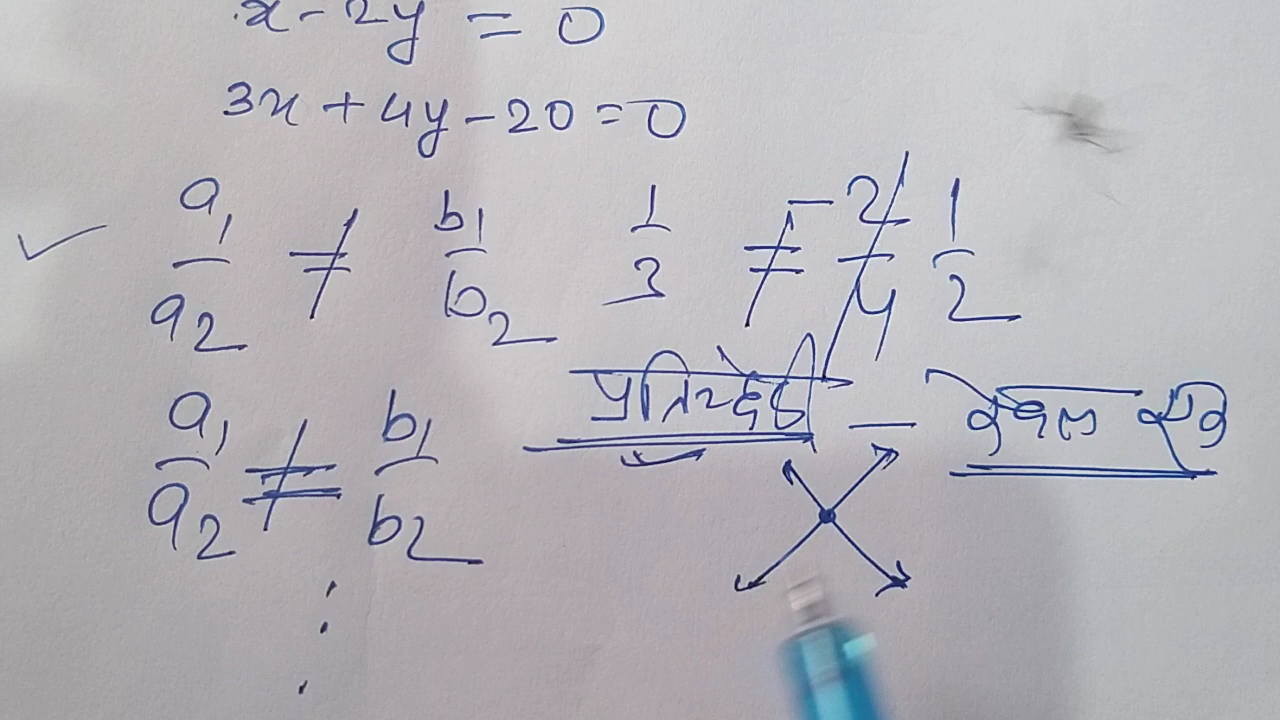 x - 2y = 0
3x + 4y - 20 = 0
a₁/a₂ ≠ b₁/b₂ 1/3 ≠ -2/4 1/2
प्रतिच्छेदी — केवल एक
a₁/a₂ ≠ b₁/b₂